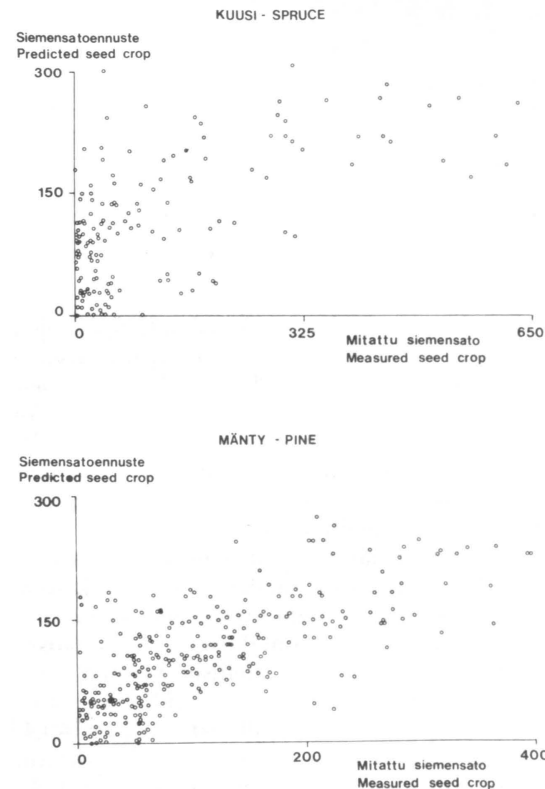 KUUSI - SPRUCE
Siemensatoennuste
Predicted seed crop
300
150
0
0
325
650
Mitattu siemensato
Measured seed crop
MÄNTY - PINE
Siemensatoennuste
Predicted seed crop
300
150
0
0
200
400
Mitattu siemensato
Measured seed crop